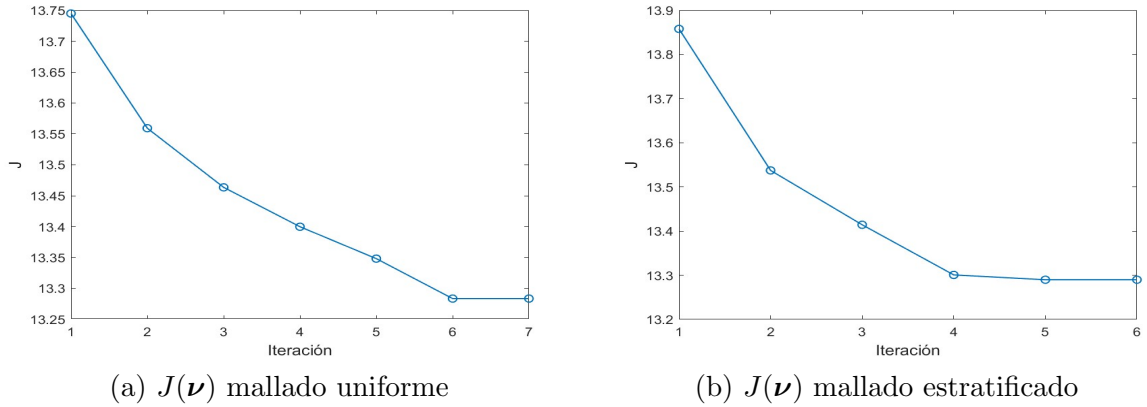 13.75
13.7
13.65
13.6
13.55
13.5
13.45
13.4
13.35
13.3
13.25
J
1 2 3 4 5 6 7
Iteración
(a) J(ν) mallado uniforme
13.9
13.8
13.7
13.6
13.5
13.4
13.3
13.2
J
1 2 3 4 5 6
Iteración
(b) J(ν) mallado estratificado